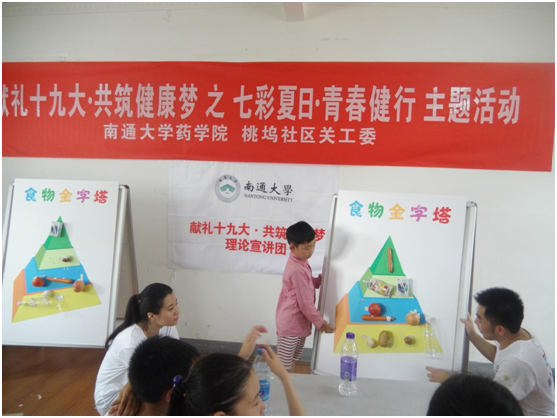 献礼十九大·共筑健康梦 之 七彩夏日·青春健行 主题活动
南通大学药学院 桃坞社区关工委
南通大學
NANTONG UNIVERSITY
献礼十九大·共筑 梦
理论宣讲团
食物金字塔
食物金字塔